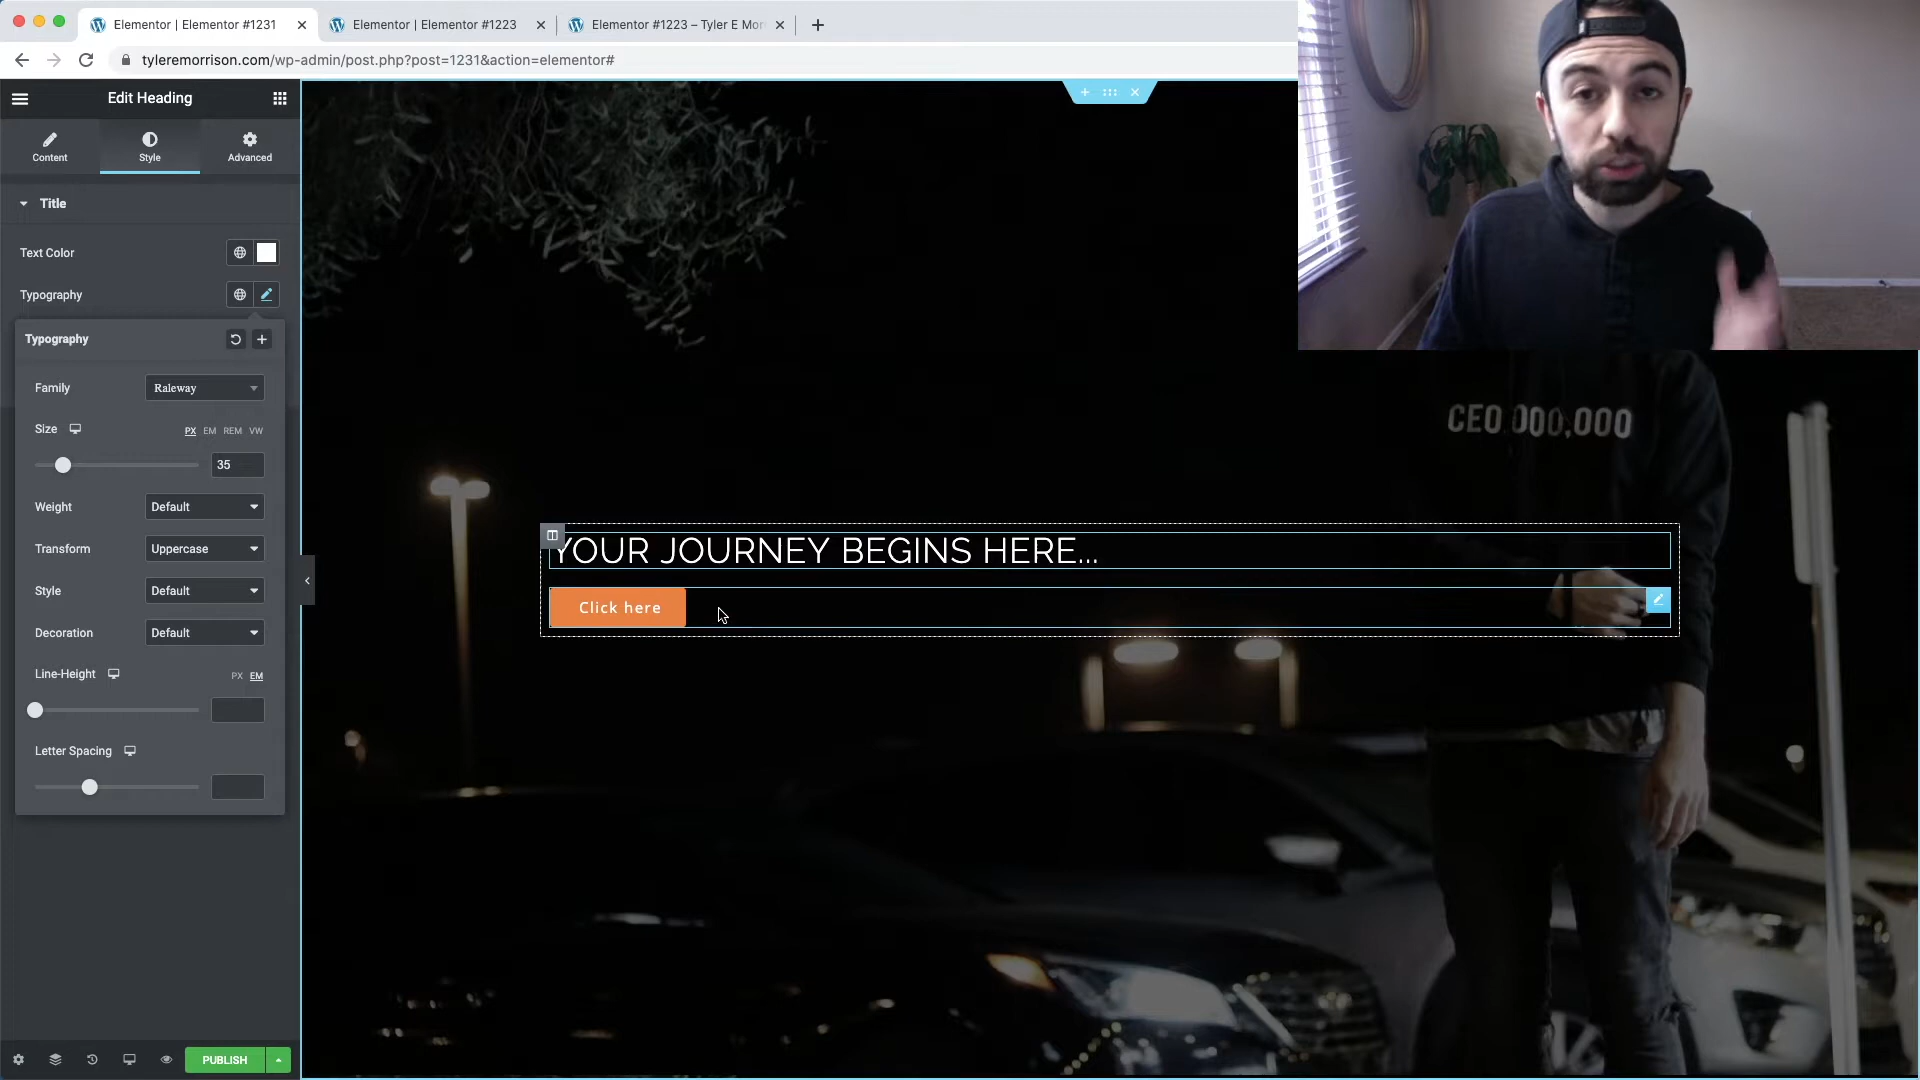 Elementor | Elementor #1231
Elementor | Elementor #1223
Elementor #1223 – Tyler E Mor
tyleremorrison.com/wp-admin/post.php?post=1231&action=elementor#
Edit Heading
Content
Style
Advanced
Title
Text Color
Typography
Typography
Family
Raleway
Size
PX EM REM VW
35
Weight
Default
Transform
Uppercase
Style
Default
Decoration
Default
Line-Height
PX EM
Letter Spacing
PUBLISH
CEO,000,000
YOUR JOURNEY BEGINS HERE...
Click here